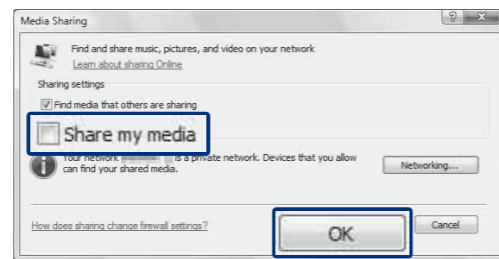 Media Sharing
Find and share music, pictures, and video on your network
Learn about sharing Online
Sharing settings
Find media that others are sharing
Share my media
Your network is a private network. Devices that you allow
can find your shared media.
Networking...
How does sharing change firewall settings?
OK
Cancel